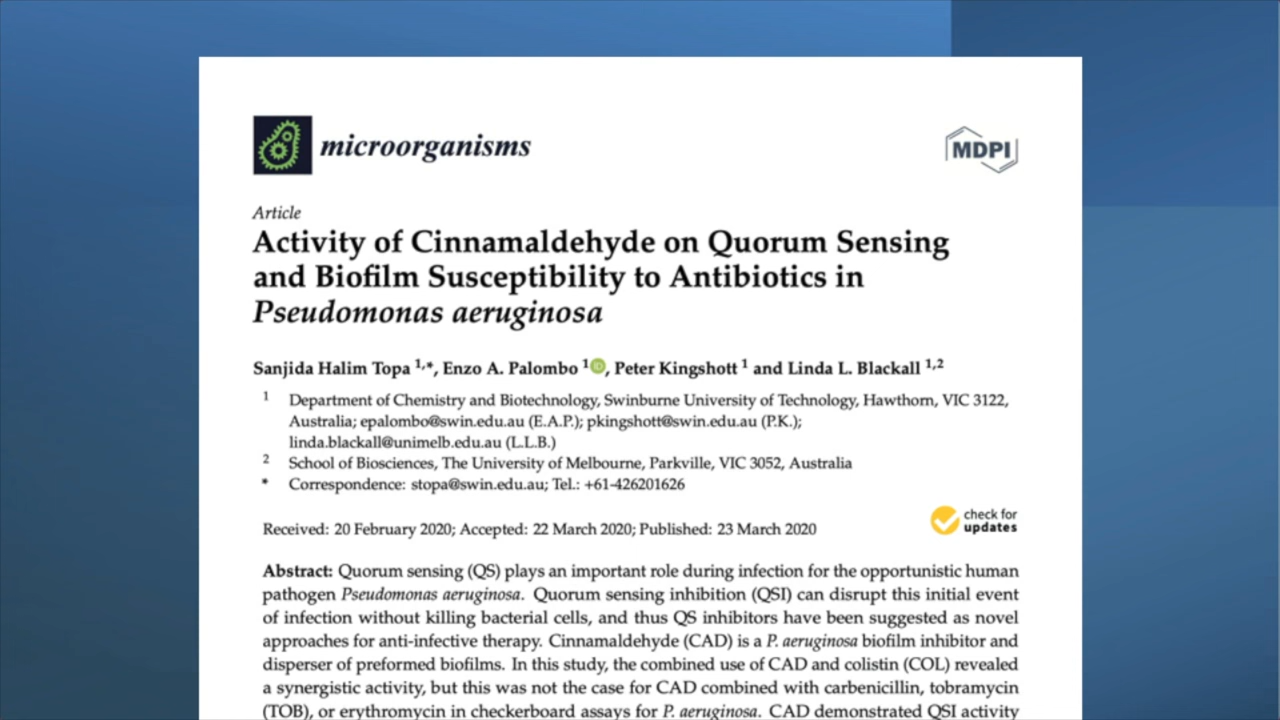 microorganisms
MDPI
Article
Activity of Cinnamaldehyde on Quorum Sensing
and Biofilm Susceptibility to Antibiotics in
Pseudomonas aeruginosa
Sanjida Halim Topa 1,*, Enzo A. Palombo 1, Peter Kingshott 1 and Linda L. Blackall 1,2
1 Department of Chemistry and Biotechnology, Swinburne University of Technology, Hawthorn, VIC 3122,
Australia; epalombo@swin.edu.au (E.A.P.); pkingshott@swin.edu.au (P.K.);
linda.blackall@unimelb.edu.au (L.L.B.)
2 School of Biosciences, The University of Melbourne, Parkville, VIC 3052, Australia
* Correspondence: stopa@swin.edu.au; Tel.: +61-426201626
Received: 20 February 2020; Accepted: 22 March 2020; Published: 23 March 2020
check for
updates
Abstract: Quorum sensing (QS) plays an important role during infection for the opportunistic human
pathogen Pseudomonas aeruginosa. Quorum sensing inhibition (QSI) can disrupt this initial event
of infection without killing bacterial cells, and thus QS inhibitors have been suggested as novel
approaches for anti-infective therapy. Cinnamaldehyde (CAD) is a P. aeruginosa biofilm inhibitor and
disperser of preformed biofilms. In this study, the combined use of CAD and colistin (COL) revealed
a synergistic activity, but this was not the case for CAD combined with carbenicillin, tobramycin
(TOB), or erythromycin in checkerboard assays for P. aeruginosa. CAD demonstrated QSI activity